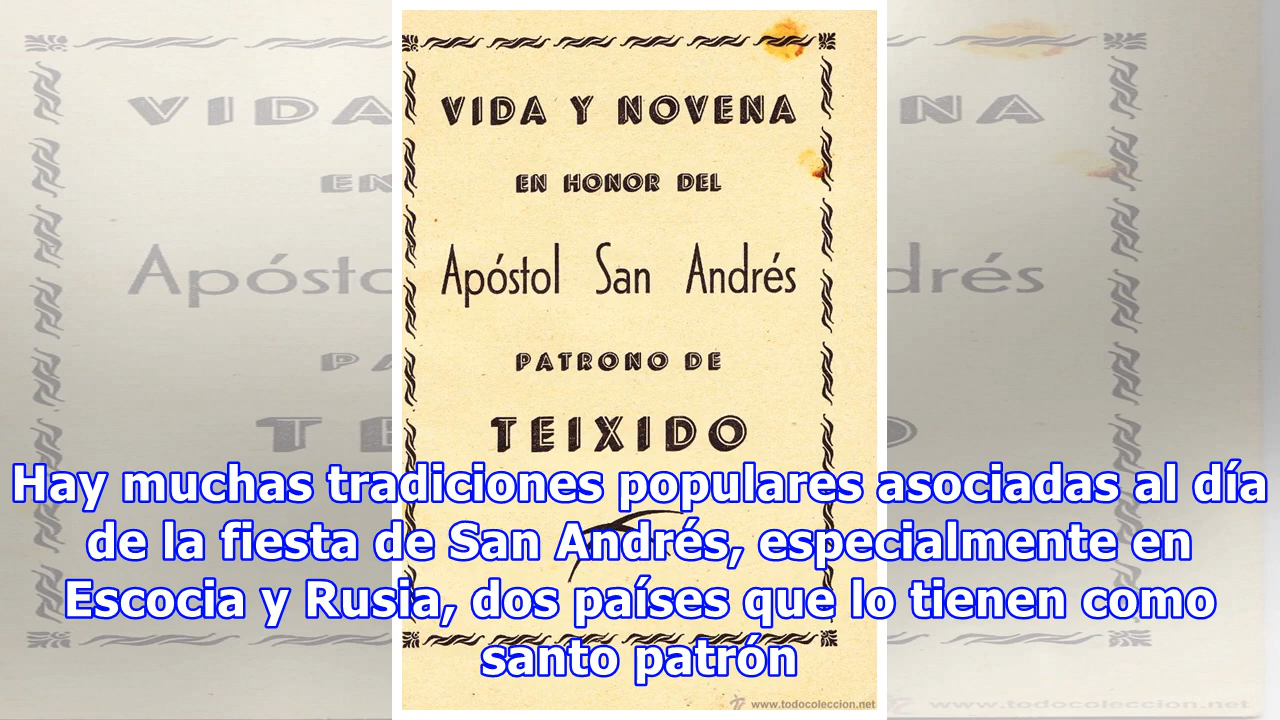 VIDA Y NOVENA
EN HONOR DEL
Apóstol San Andrés
PATRONO DE
TEIXIDO
Hay muchas tradiciones populares asociadas al día
de la fiesta de San Andrés, especialmente en
Escocia y Rusia, dos países que lo tienen como
santo patrón
www.todocoleccion.net